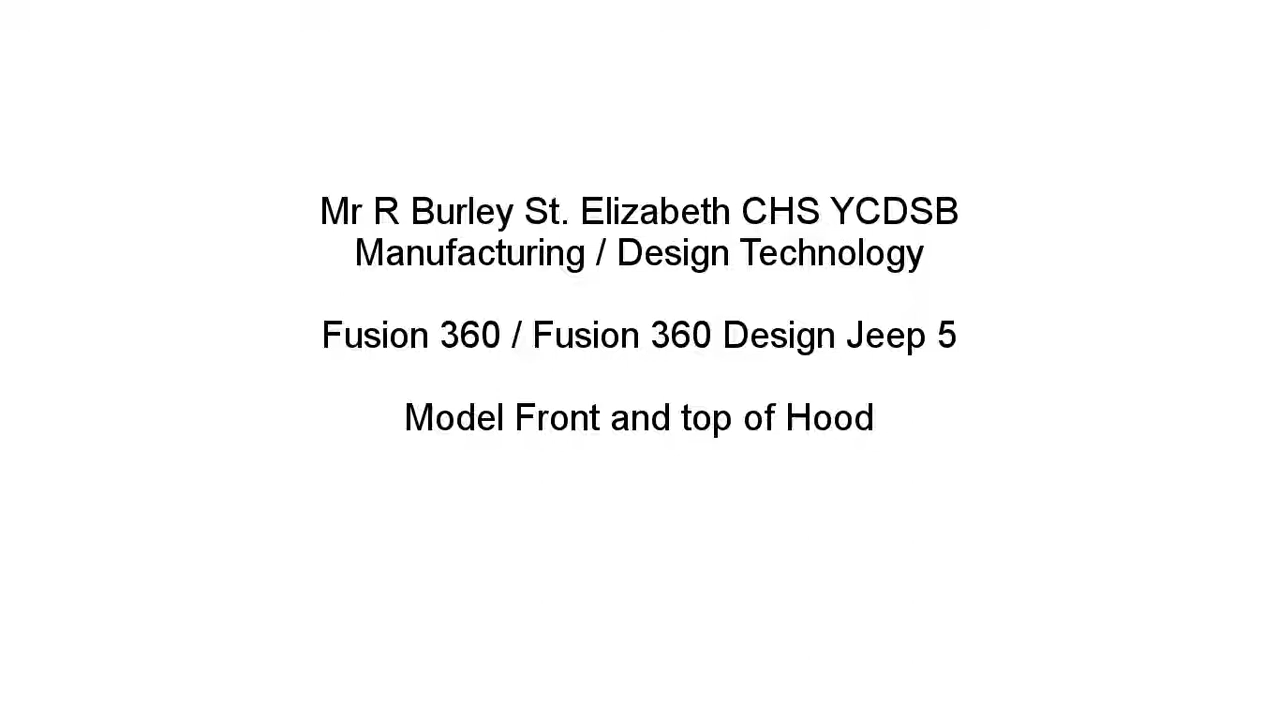 Mr R Burley St. Elizabeth CHS YCDSB
Manufacturing / Design Technology
Fusion 360 / Fusion 360 Design Jeep 5
Model Front and top of Hood